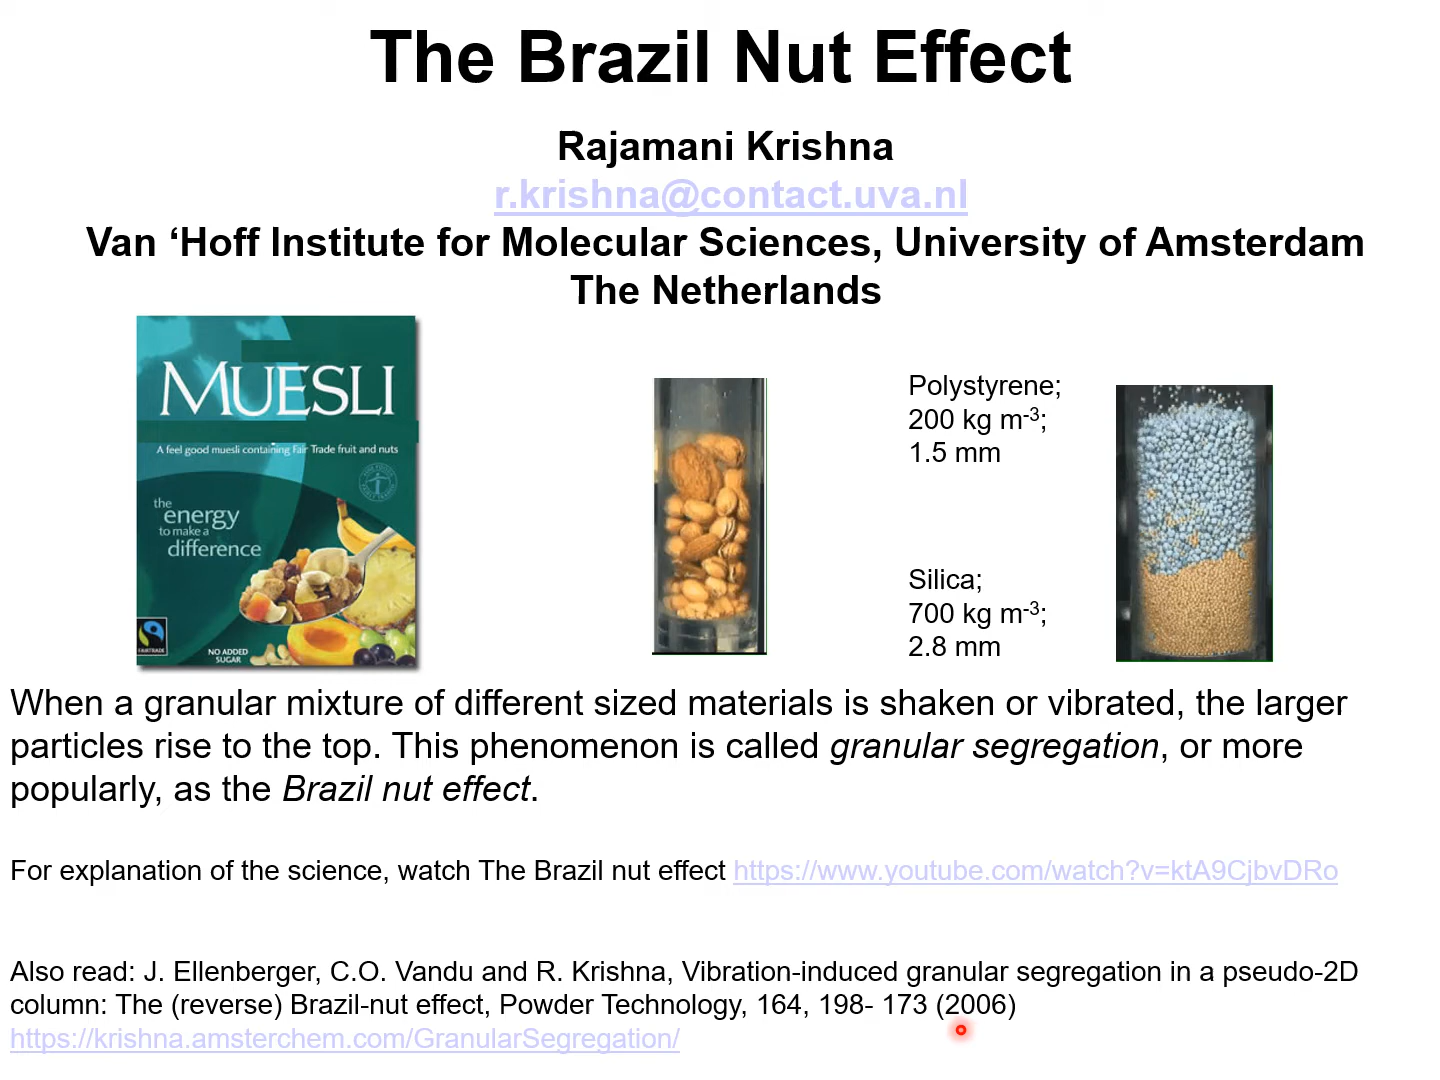 The Brazil Nut Effect
Rajamani Krishna
r.krishna@contact.uva.nl
Van ‘Hoff Institute for Molecular Sciences, University of Amsterdam
The Netherlands
MUESLI
A feel good muesli containing Fair Trade fruit and nuts
the
energy
to make a
difference
FAIRTRADE
NO ADDED
SUGAR
Polystyrene;
200 kg m-3;
1.5 mm
Silica;
700 kg m-3;
2.8 mm
When a granular mixture of different sized materials is shaken or vibrated, the larger
particles rise to the top. This phenomenon is called granular segregation, or more
popularly, as the Brazil nut effect.
For explanation of the science, watch The Brazil nut effect https://www.youtube.com/watch?v=ktA9CjbvDRo
Also read: J. Ellenberger, C.O. Vandu and R. Krishna, Vibration-induced granular segregation in a pseudo-2D
column: The (reverse) Brazil-nut effect, Powder Technology, 164, 198- 173 (2006)
https://krishna.amsterchem.com/GranularSegregation/